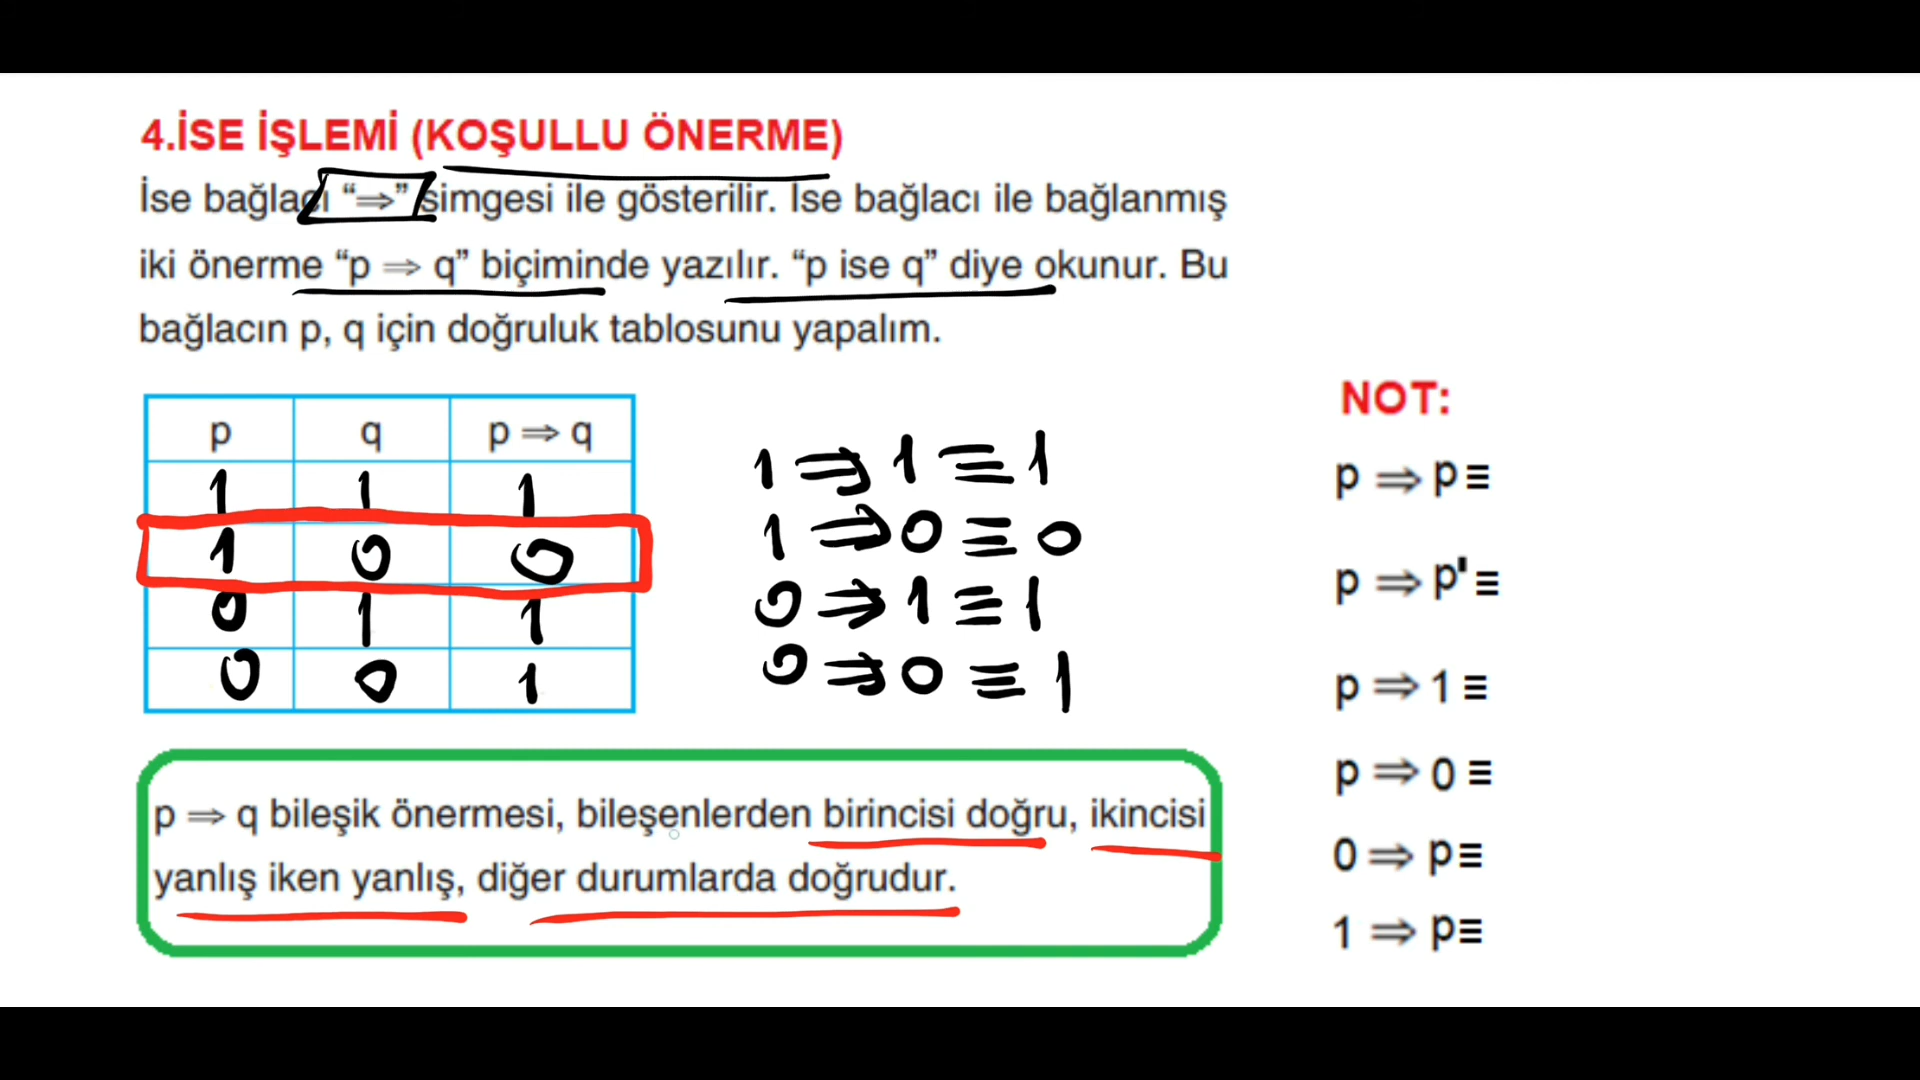 4.İSE İŞLEMİ (KOŞULLU ÖNERME)
İse bağlacı “⇒” simgesi ile gösterilir. Ise bağlacı ile bağlanmış
iki önerme “p ⇒ q” biçiminde yazılır. “p ise q” diye okunur. Bu
bağlacın p, q için doğruluk tablosunu yapalım.
p q p ⇒ q
1 1 1
1 0 0
0 1 1
0 0 1
1 ⇒ 1 ≡ 1
1 ⇒ 0 ≡ 0
0 ⇒ 1 ≡ 1
0 ⇒ 0 ≡ 1
p ⇒ q bileşik önermesi, bileşenlerden birincisi doğru, ikincisi
yanlış iken yanlış, diğer durumlarda doğrudur.
NOT:
p ⇒ p ≡
p ⇒ p' ≡
p ⇒ 1 ≡
p ⇒ 0 ≡
0 ⇒ p ≡
1 ⇒ p ≡